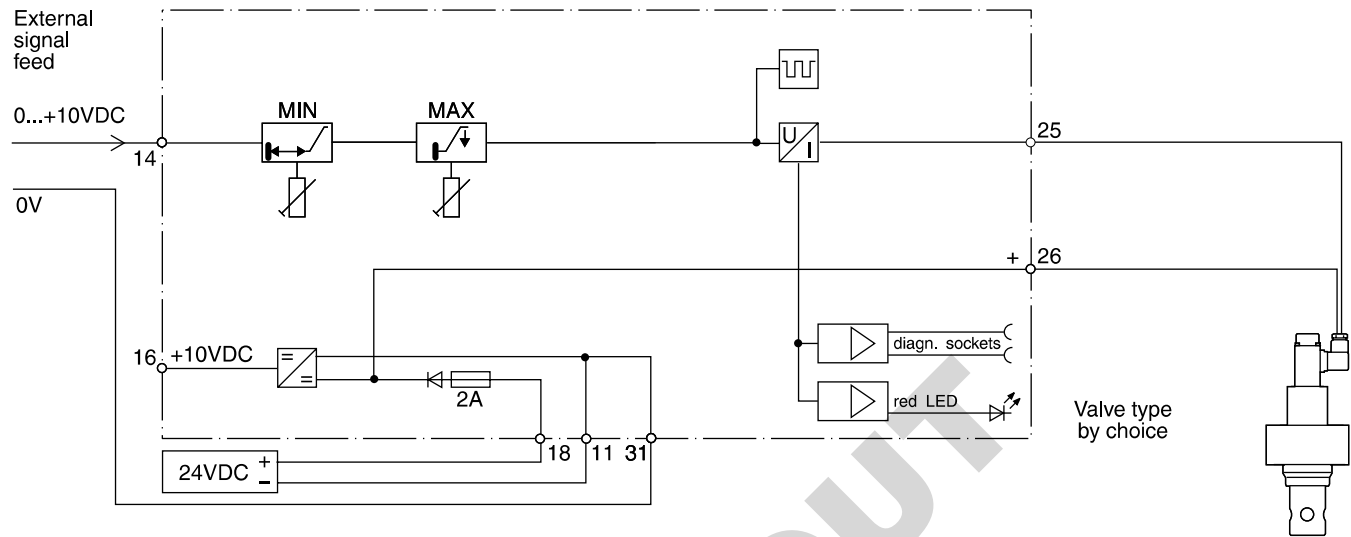 External
signal
feed
0...+10VDC
14
0V
MIN
MAX
U
I
25
+ 26
16 +10VDC
=
=
2A
diagn. sockets
red LED
18 11 31
24VDC + –
Valve type
by choice
OUT